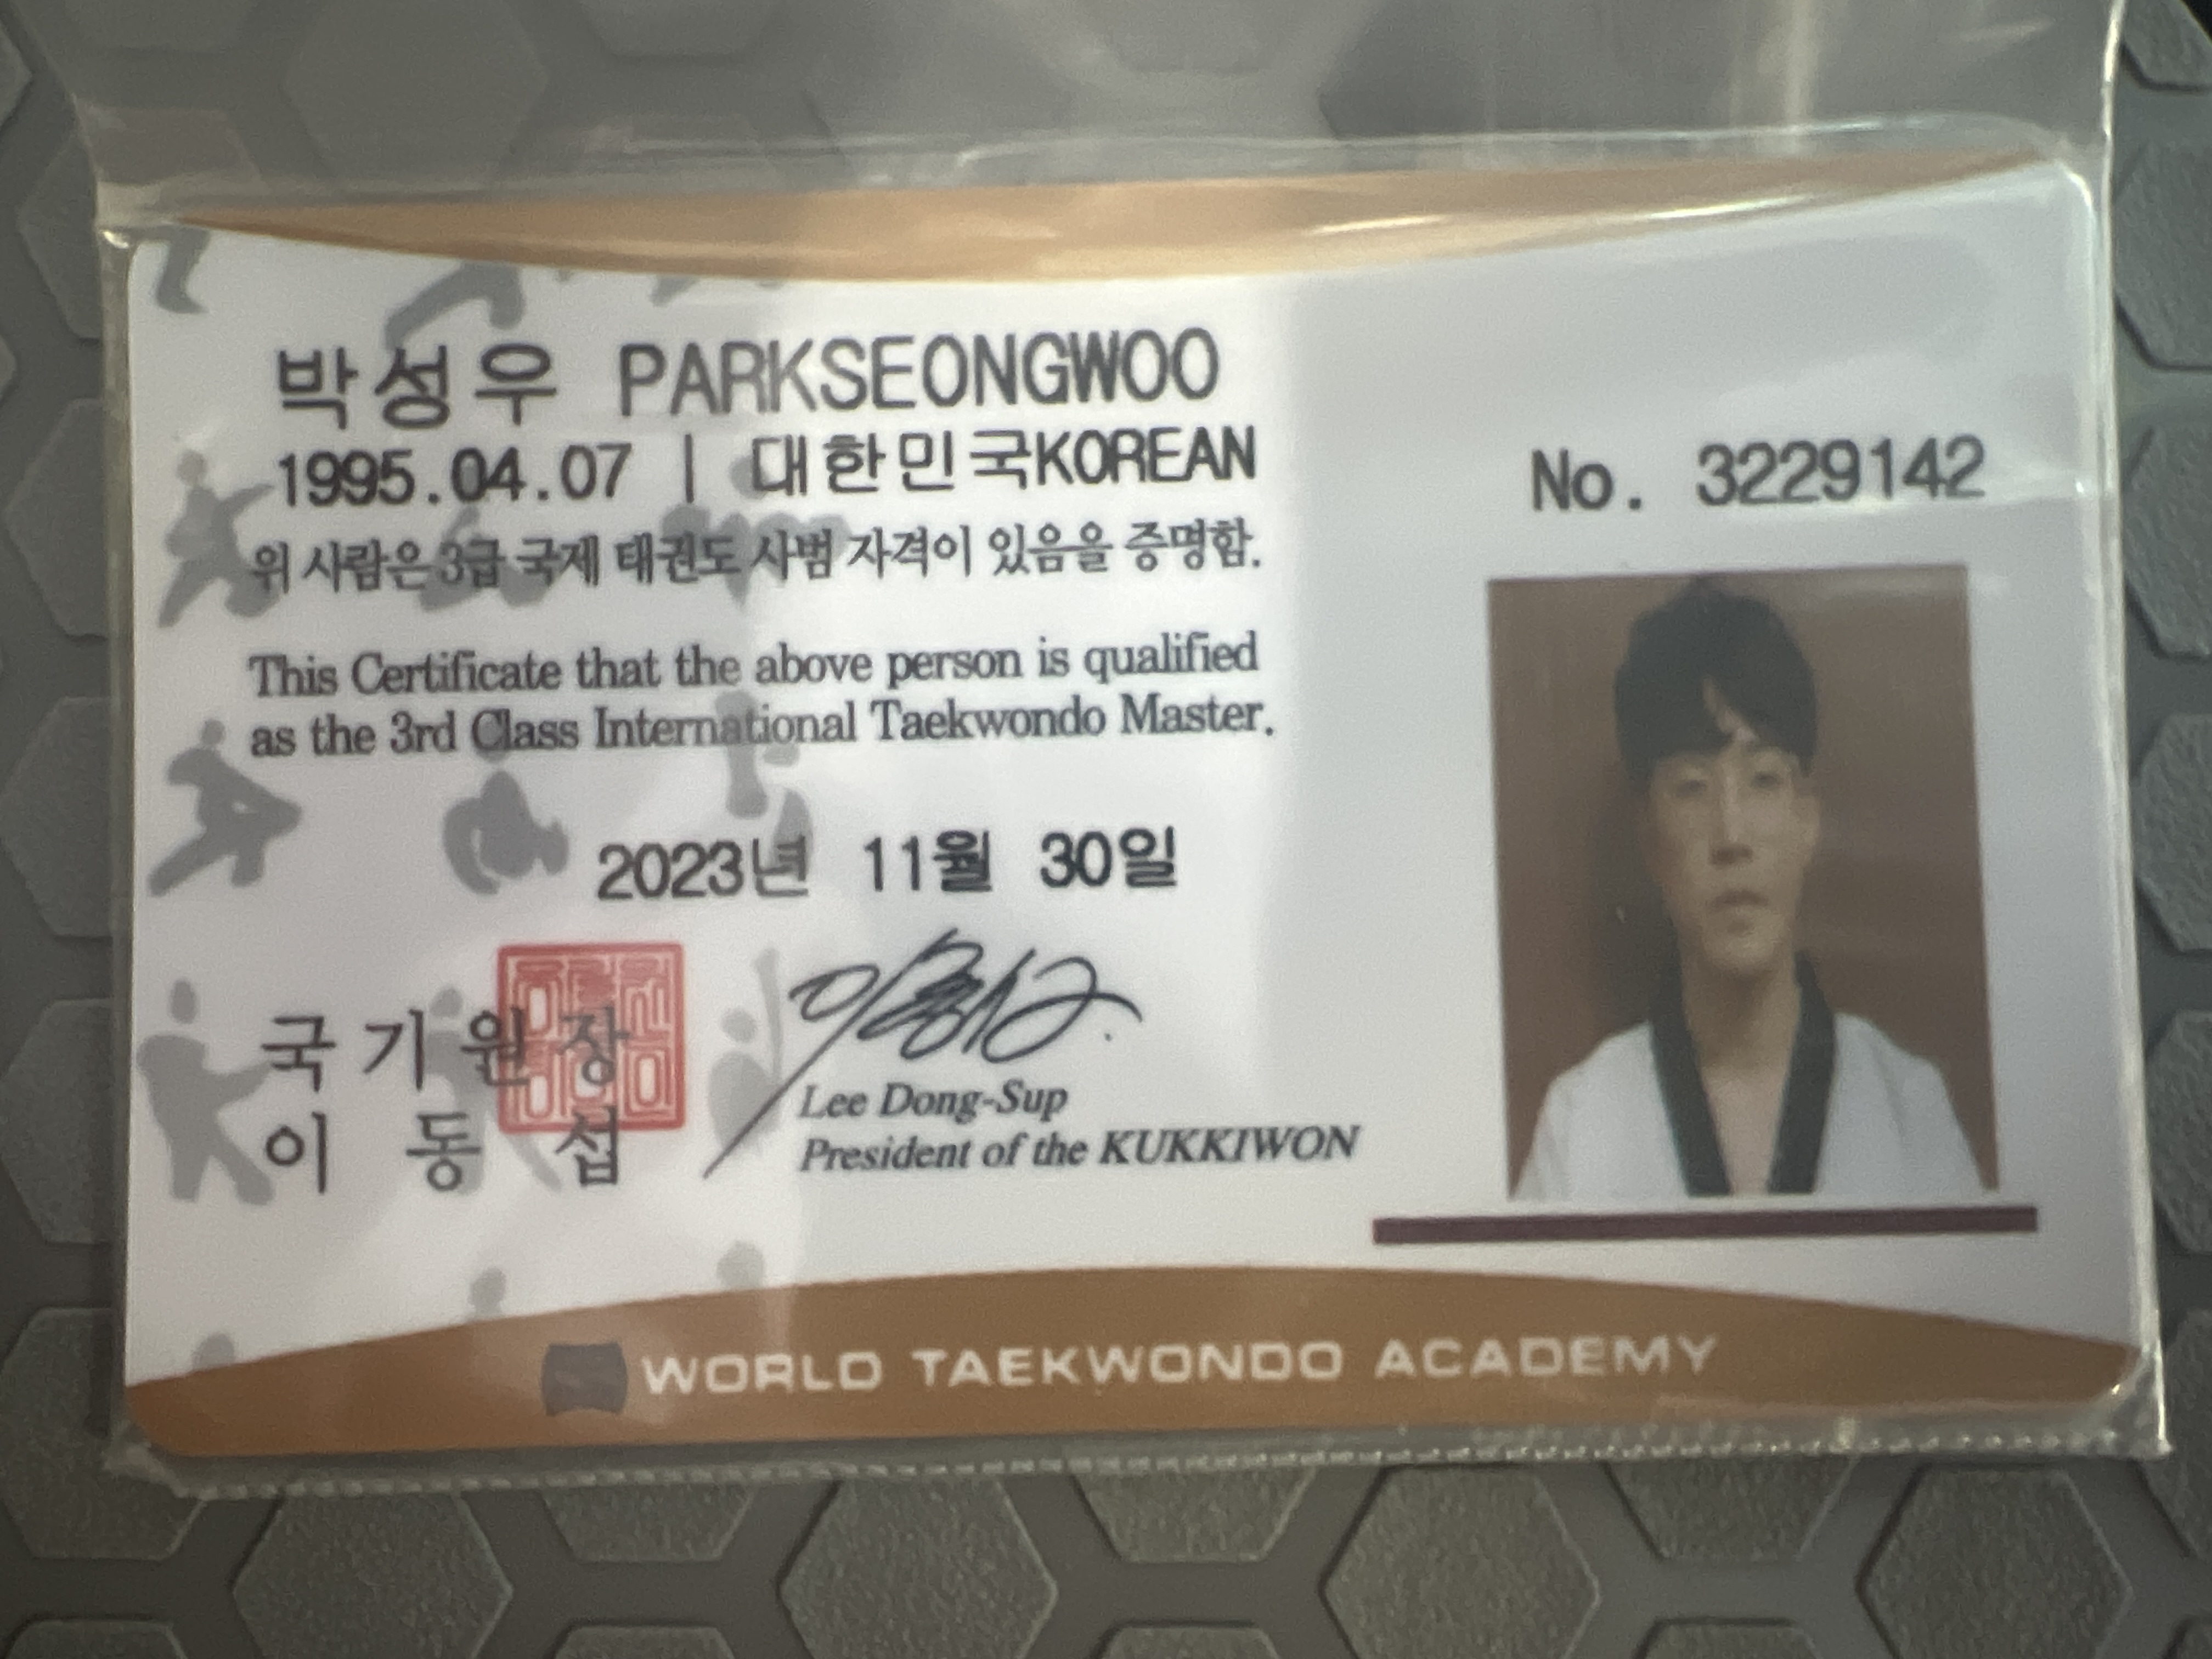 박성우 PARKSEONGWOO
1995.04.07 | 대한민국KOREAN
위 사람은 3급 국제 태권도 사범 자격이 있음을 증명함.
This Certificate that the above person is qualified
as the 3rd Class International Taekwondo Master.
2023년 11월 30일
국기원장
이동섭
Lee Dong-Sup
President of the KUKKIWON
No. 3229142
WORLD TAEKWONDO ACADEMY